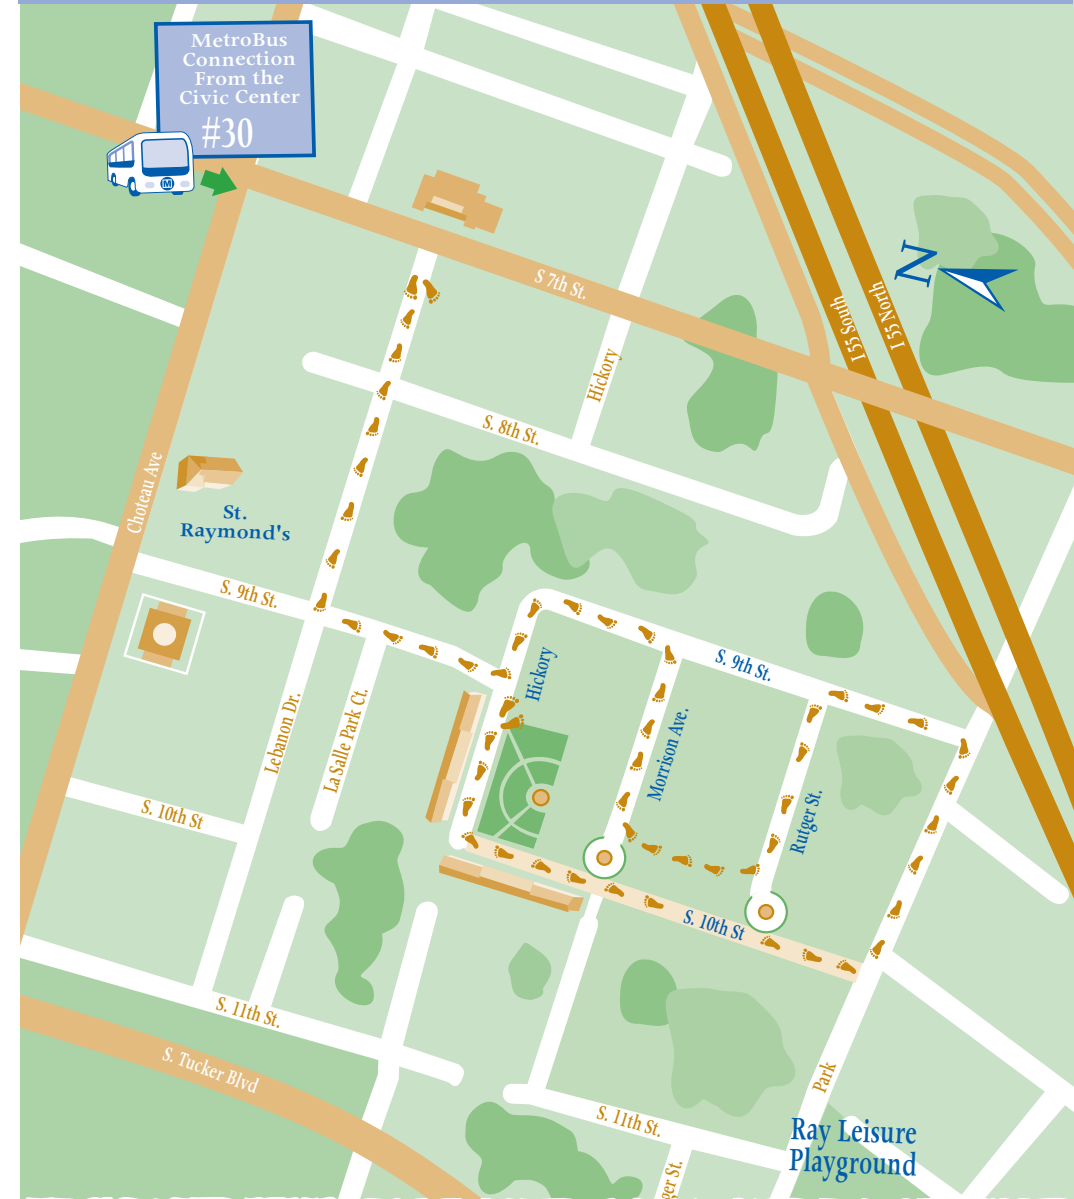 MetroBus
Connection
From the
Civic Center
#30
M
N
S 7th St.
I 55 South
I 55 North
Hickory
S. 8th St.
Choteau Ave
St.
Raymond's
S. 9th St.
Hickory
S. 9th St.
Lebanon Dr.
La Salle Park Ct.
Morrison Ave.
Rutger St.
S. 10th St
S. 10th St
S. 11th St.
S. Tucker Blvd
Park
S. 11th St.
Ray Leisure
Playground
ger St.